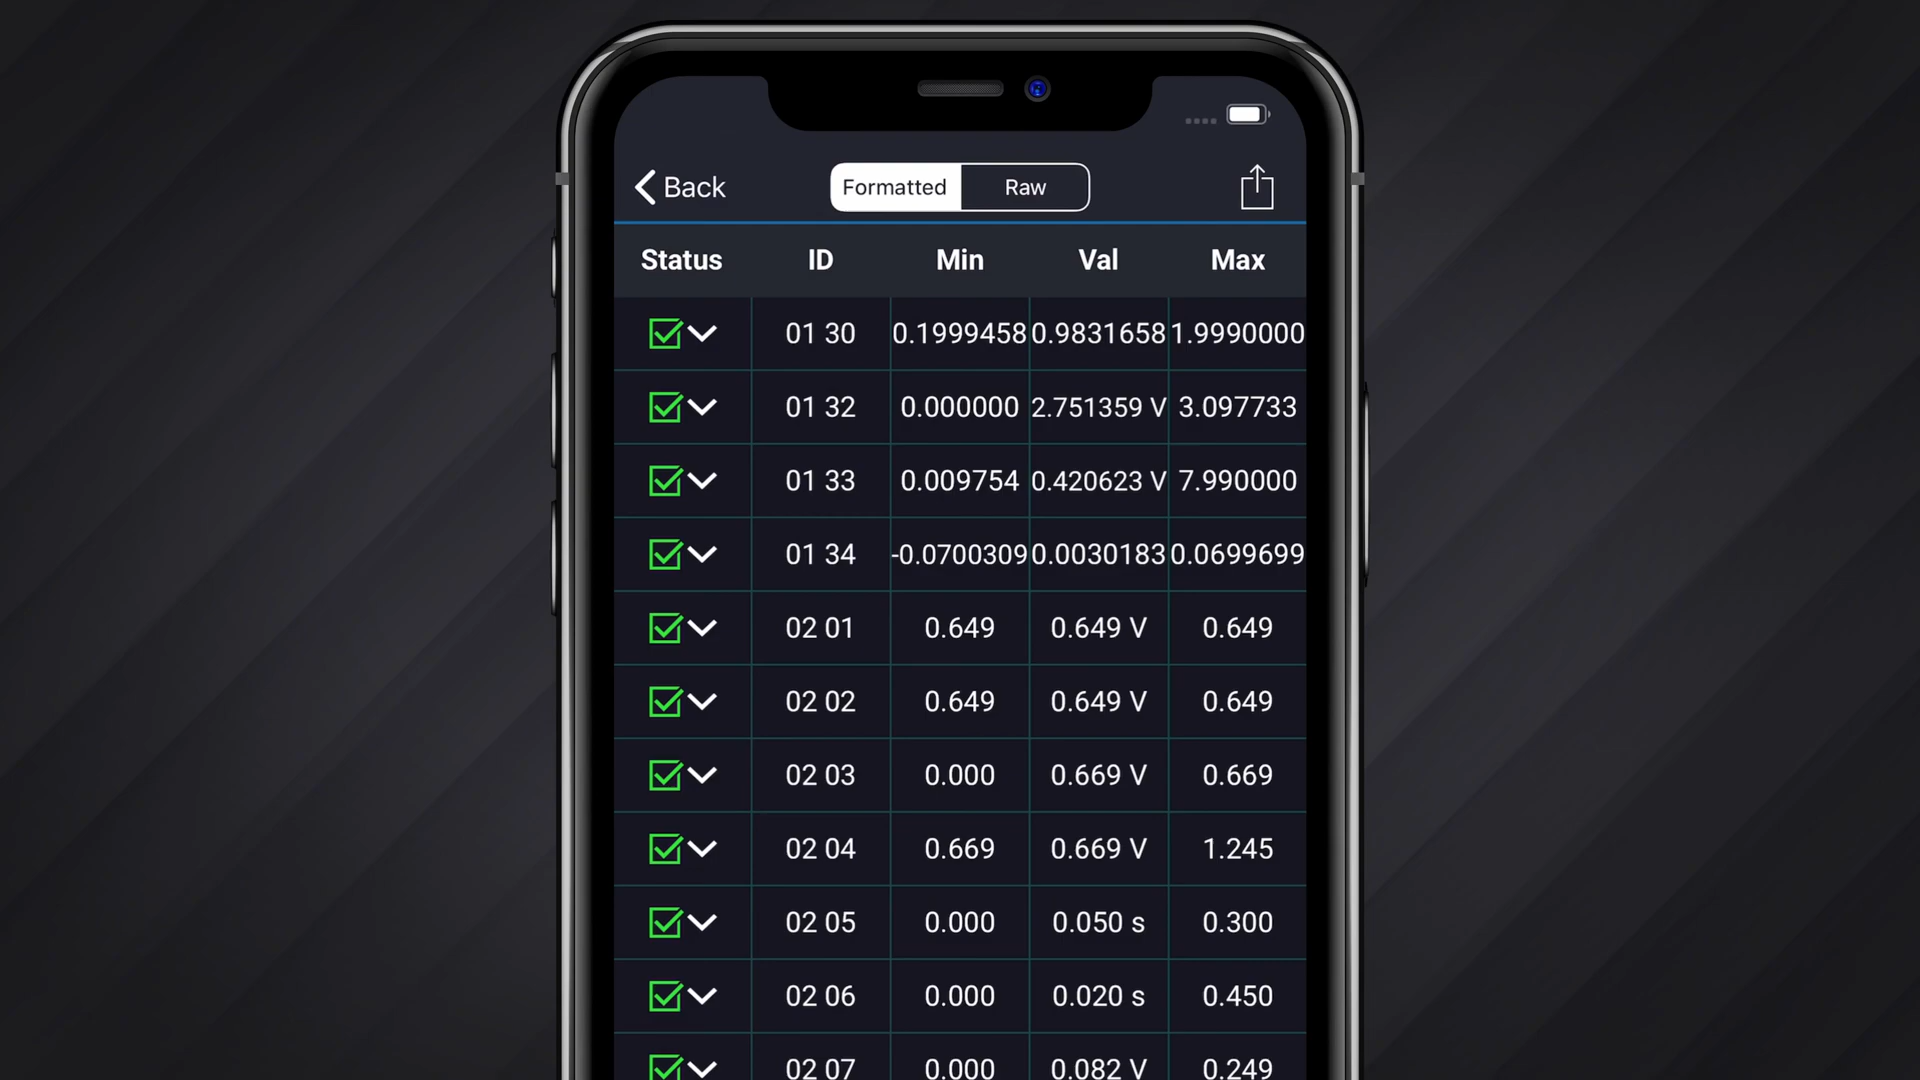 Back Formatted Raw
Status ID Min Val Max
01 30 0.1999458 0.9831658 1.9990000
01 32 0.000000 2.751359 V 3.097733
01 33 0.009754 0.420623 V 7.990000
01 34 -0.0700309 0.0030183 0.0699699
02 01 0.649 0.649 V 0.649
02 02 0.649 0.649 V 0.649
02 03 0.000 0.669 V 0.669
02 04 0.669 0.669 V 1.245
02 05 0.000 0.050 s 0.300
02 06 0.000 0.020 s 0.450
02 07 0.000 0.082 V 0.249